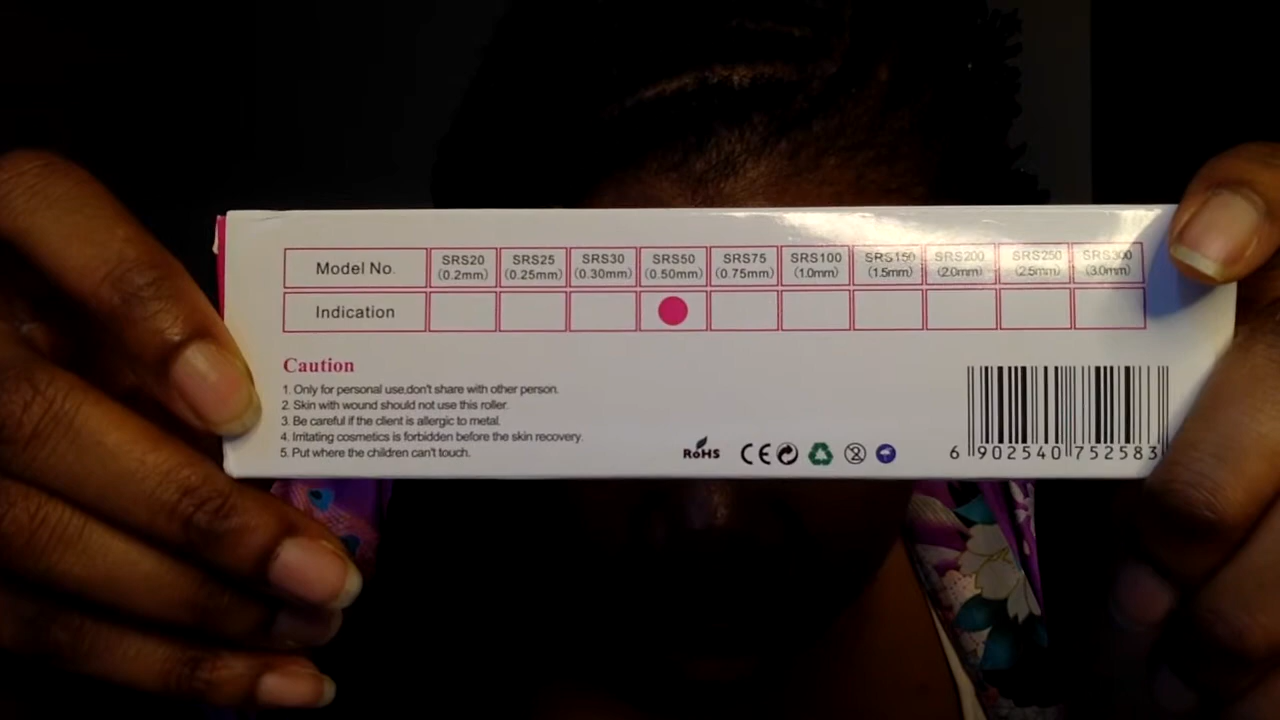 Model No. SRS20 SRS25 SRS30 SRS50 SRS75 SRS100 SRS150 SRS200 SRS250 SRS300
(0.2mm) (0.25mm) (0.30mm) (0.50mm) (0.75mm) (1.0mm) (1.5mm) (2.0mm) (2.5mm) (3.0mm)
Indication
Caution
1. Only for personal use,don't share with other person.
2. Skin with wound should not use this roller.
3. Be careful if the client is allergic to metal.
4. Irritating cosmetics is forbidden before the skin recovery.
5. Put where the children can't touch.
RoHS CE
6 902540 752583